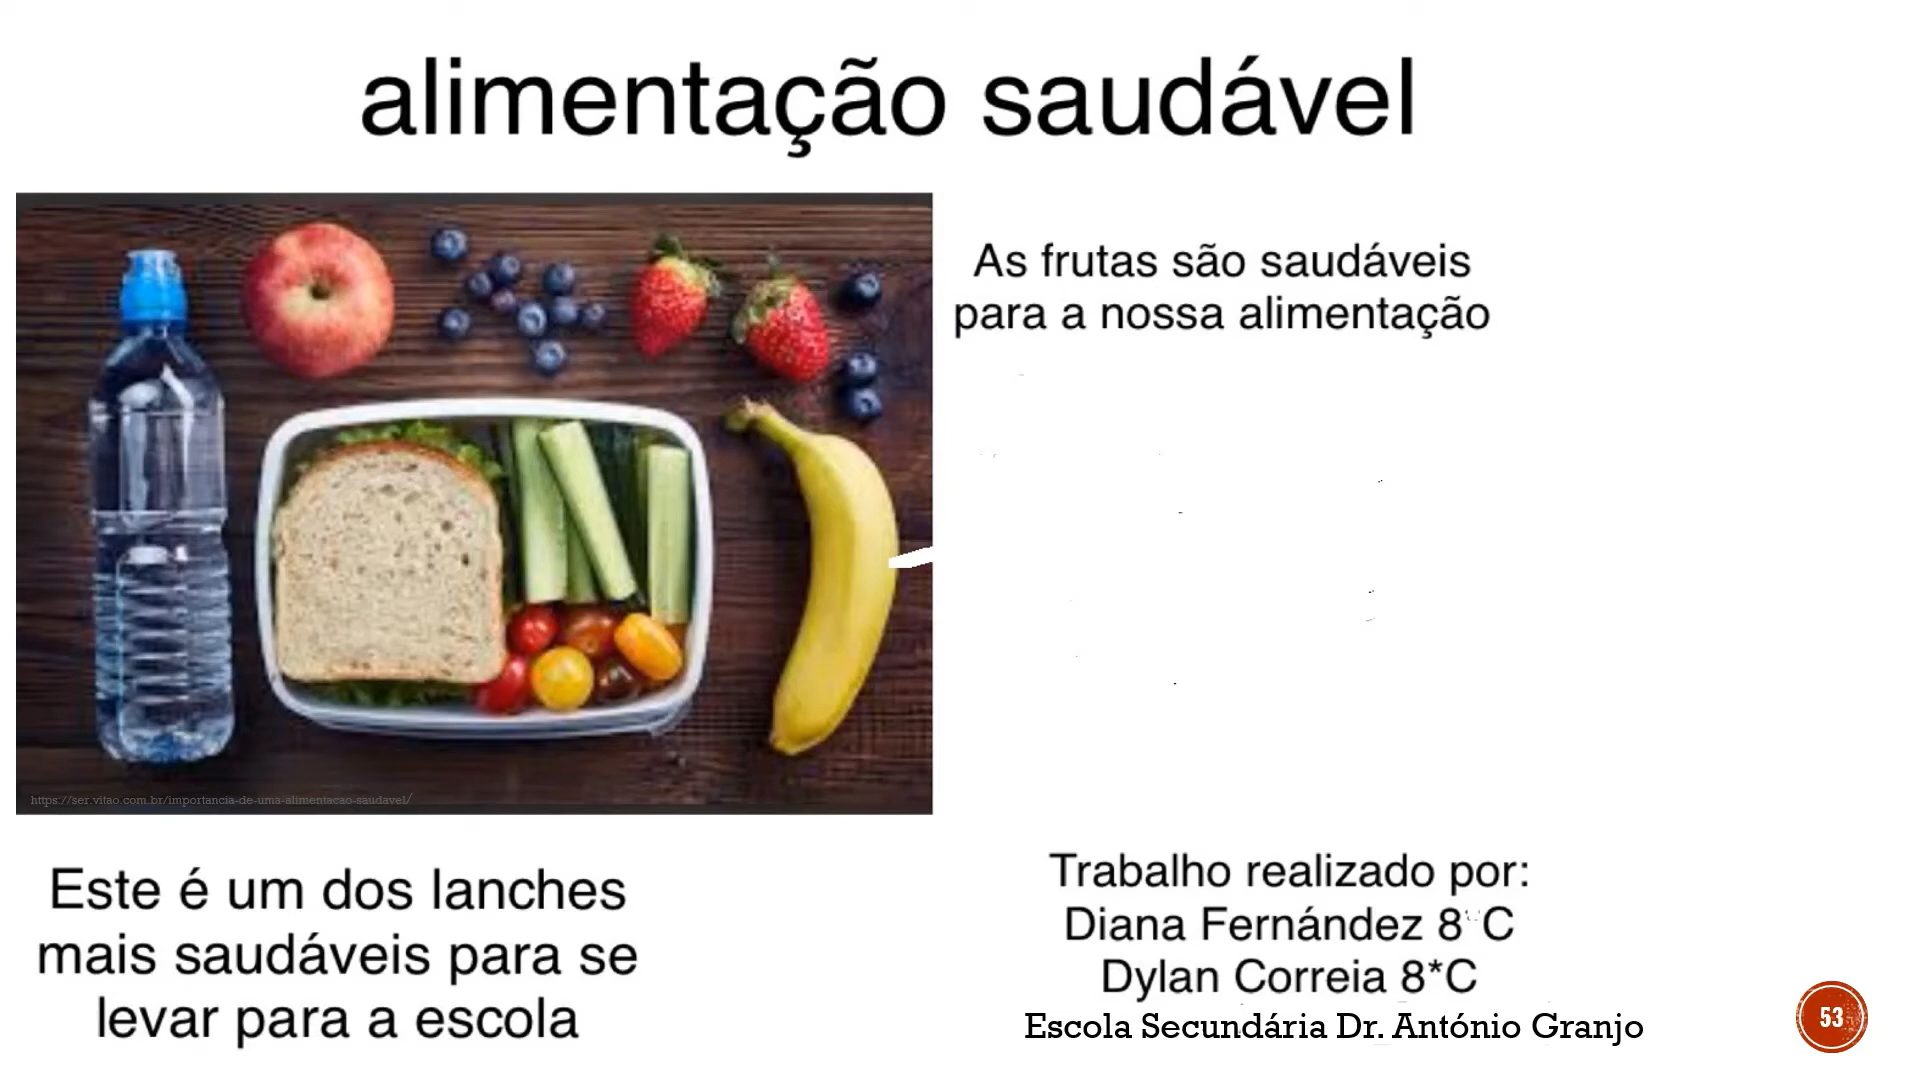 alimentação saudável
As frutas são saudáveis
para a nossa alimentação
https://ser.vitao.com.br/importancia-de-uma-alimentacao-saudavel/
Este é um dos lanches
mais saudáveis para se
levar para a escola
Trabalho realizado por:
Diana Fernández 8 C
Dylan Correia 8*C
Escola Secundária Dr. António Granjo
53